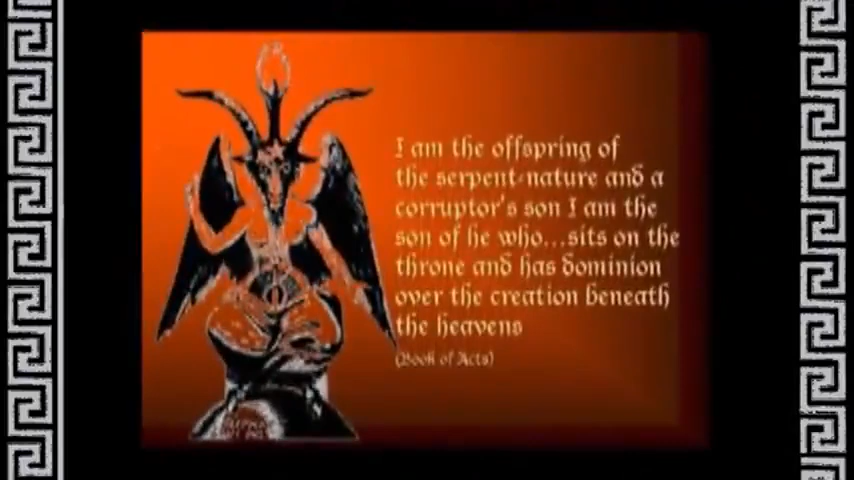 I am the offspring of
the serpent-nature and a
corruptor's son I am the
son of he who...sits on the
throne and has dominion
over the creation beneath
the heavens
(Book of Acts)